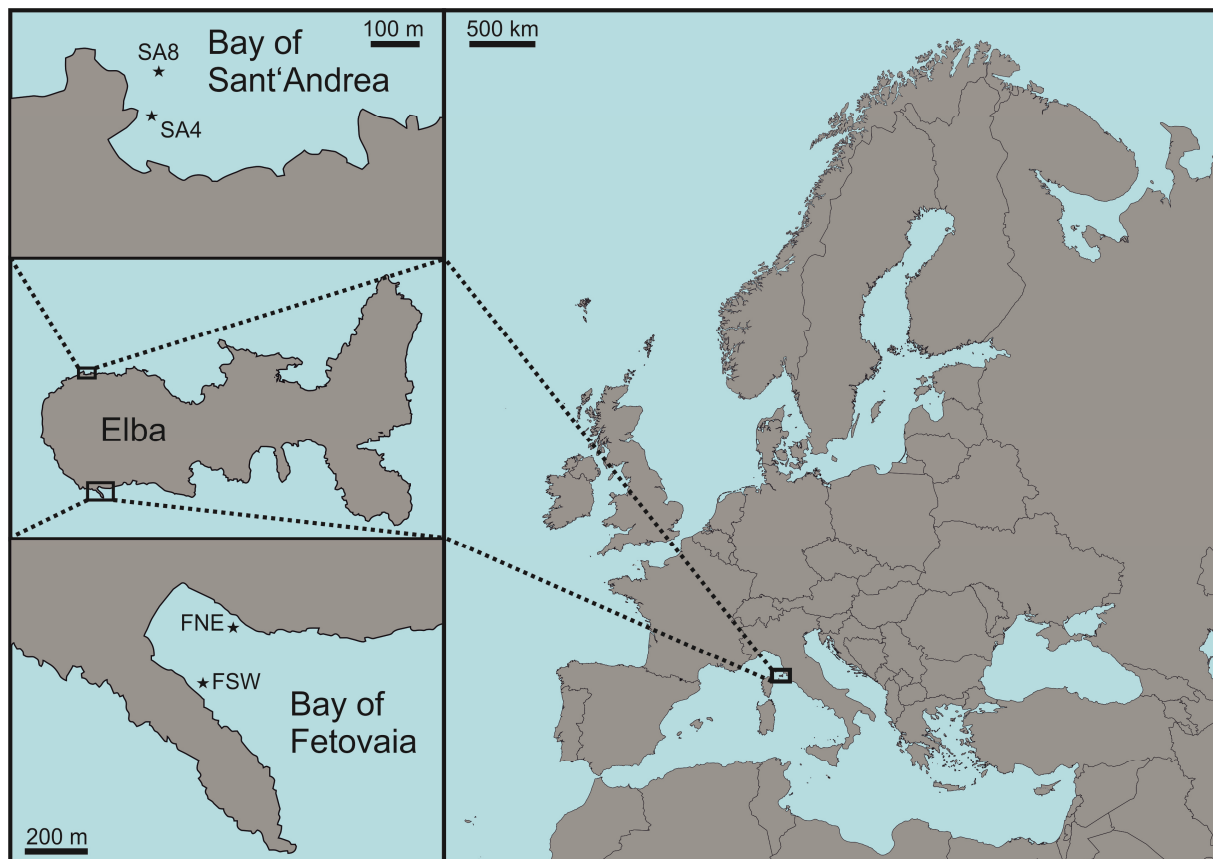 Bay of
Sant‘Andrea
100 m
SA8
SA4
500 km
Elba
FNE
FSW
Bay of
Fetovaia
200 m